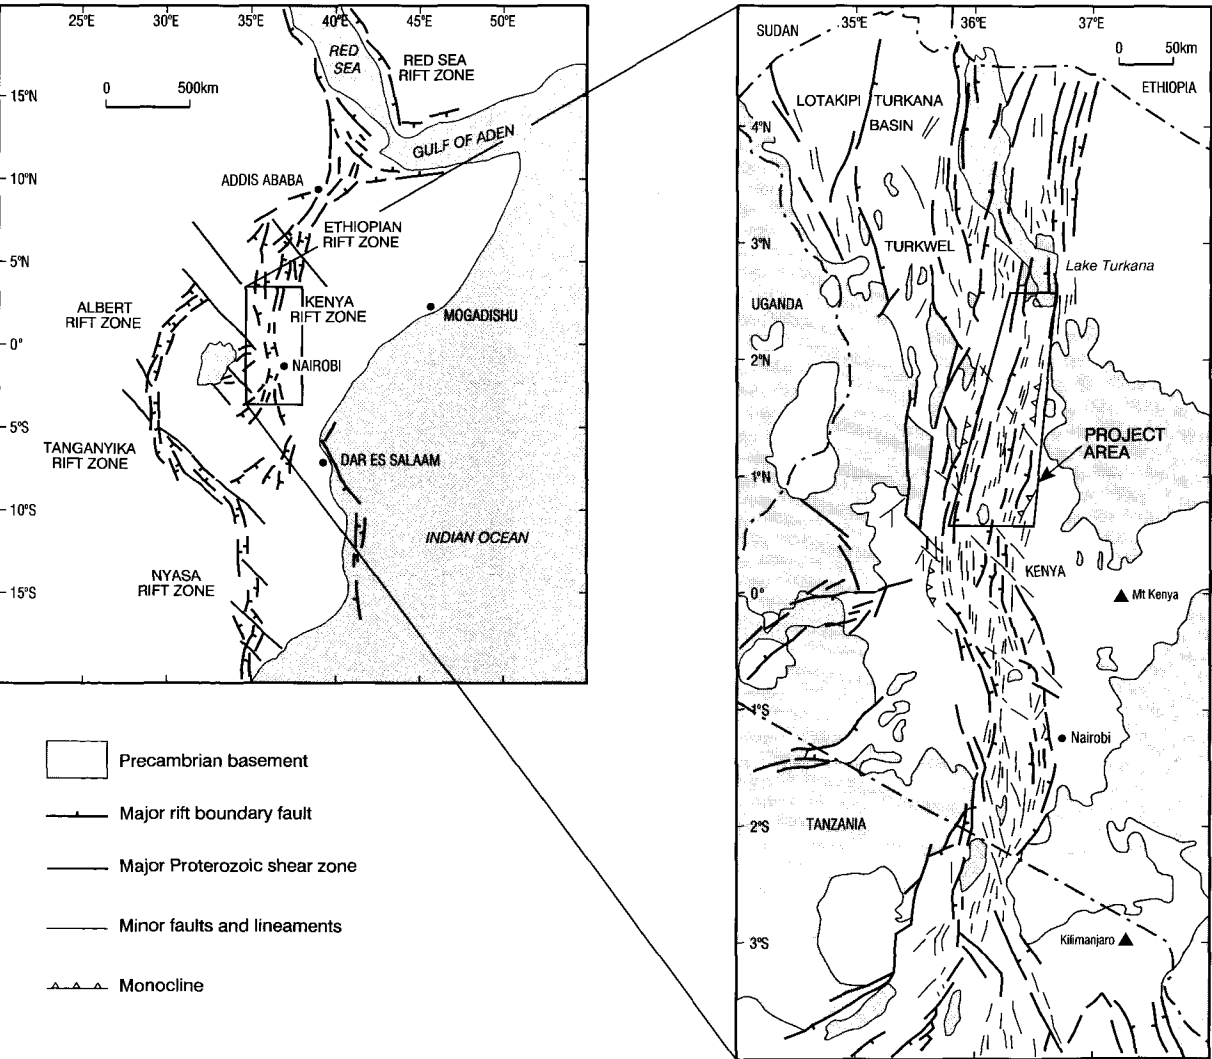 25°E 30°E 40°E 45°E 50°E
RED
SEA
RED SEA
RIFT ZONE
0 500km
15°N
GULF OF ADEN
10°N
ADDIS ABABA
ETHIOPIAN
RIFT ZONE
5°N
KENYA
RIFT ZONE
ALBERT
RIFT ZONE
MOGADISHU
0°
NAIROBI
5°S
TANGANYIKA
RIFT ZONE
DAR ES SALAAM
10°S
INDIAN OCEAN
NYASA
RIFT ZONE
15°S
Precambrian basement
Major rift boundary fault
Major Proterozoic shear zone
Minor faults and lineaments
Monocline
35°E 36°E 37°E
SUDAN
0 50km
ETHIOPIA
LOTAKIPI TURKANA
BASIN
4°N
3°N
TURKWEL
Lake Turkana
UGANDA
2°N
PROJECT
AREA
1°N
KENYA
0°
Mt Kenya
1°S
Nairobi
2°S
TANZANIA
3°S
Kilimanjaro